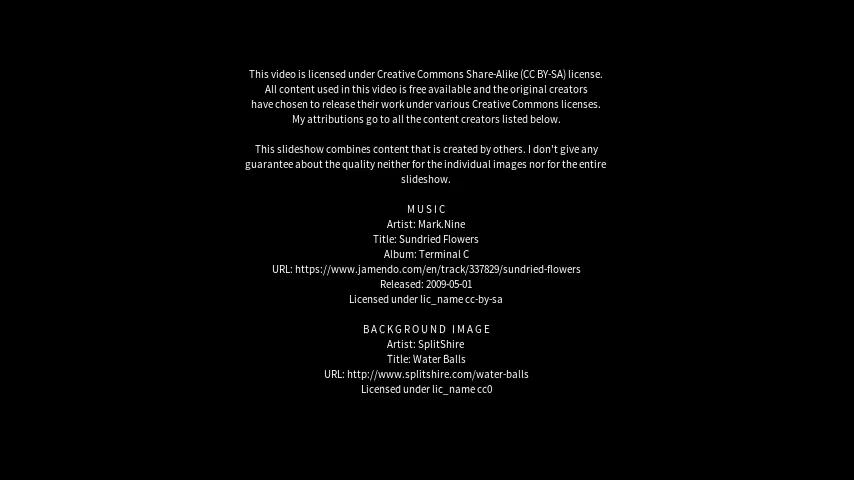 This video is licensed under Creative Commons Share-Alike (CC BY-SA) license.
All content used in this video is free available and the original creators
have chosen to release their work under various Creative Commons licenses.
My attributions go to all the content creators listed below.
This slideshow combines content that is created by others. I don't give any
guarantee about the quality neither for the individual images nor for the entire
slideshow.
MUSIC
Artist: Mark.Nine
Title: Sundried Flowers
Album: Terminal C
URL: https://www.jamendo.com/en/track/337829/sundried-flowers
Released: 2009-05-01
Licensed under lic_name cc-by-sa
BACKGROUND IMAGE
Artist: SplitShire
Title: Water Balls
URL: http://www.splitshire.com/water-balls
Licensed under lic_name cc0